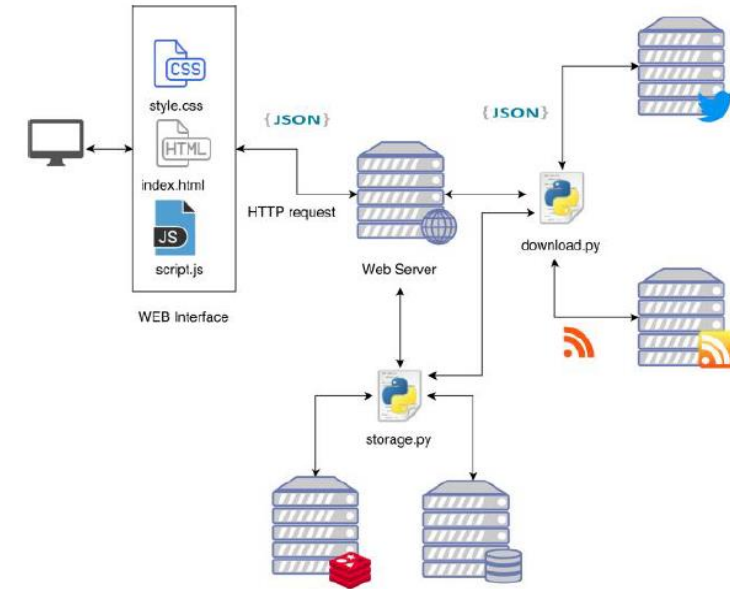 CSS
style.css
HTML
index.html
JS
script.js
WEB Interface
{JSON}
HTTP request
Web Server
{JSON}
download.py
storage.py